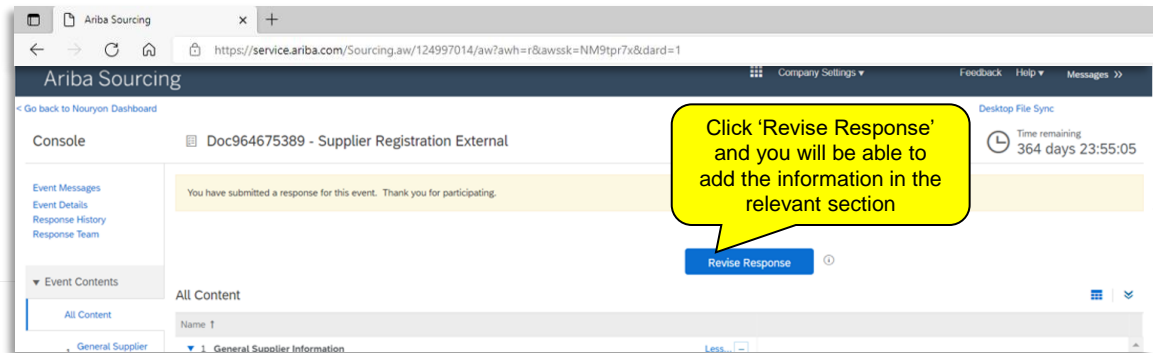 Ariba Sourcing
https://service.ariba.com/Sourcing.aw/124997014/aw?awh=r&awssk=NM9tpr7x&dard=1
Ariba Sourcing
Company Settings ▾
Feedback
Help ▾
Messages »
< Go back to Nouryon Dashboard
Desktop File Sync
Console
Doc964675389 - Supplier Registration External
Time remaining
364 days 23:55:05
Click ‘Revise Response’
and you will be able to
add the information in the
relevant section
Event Messages
Event Details
Response History
Response Team
You have submitted a response for this event. Thank you for participating.
Revise Response
▾ Event Contents
All Content
All Content
Name ↑
General Supplier
▼ 1 General Supplier Information
Less... −